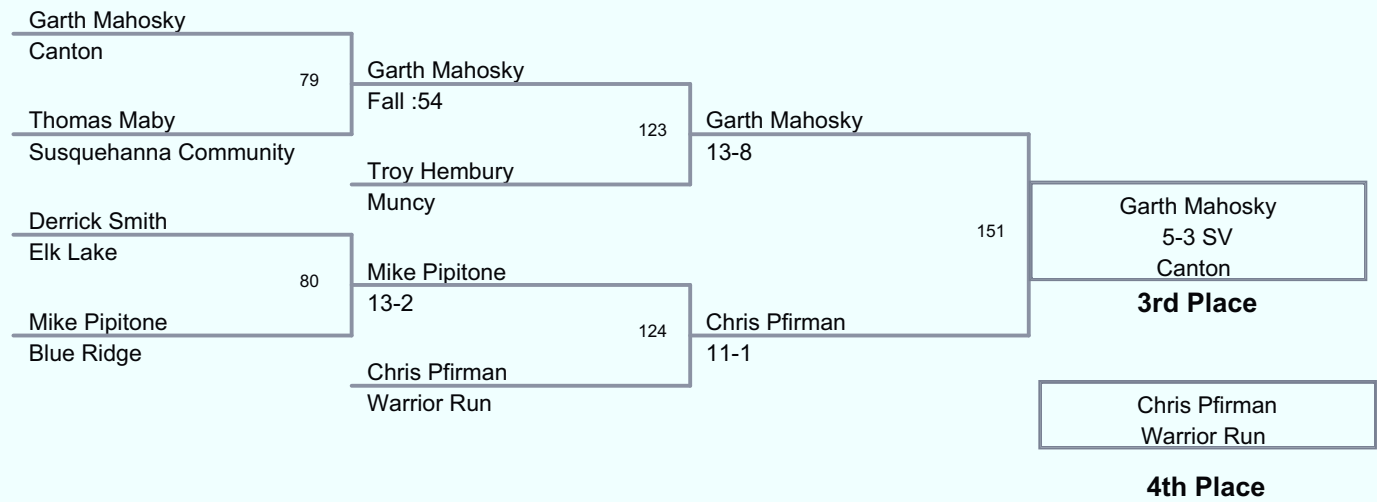 Garth Mahosky
Canton
79
Thomas Maby
Susquehanna Community
Derrick Smith
Elk Lake
80
Mike Pipitone
Blue Ridge
Garth Mahosky
Fall :54
123
Troy Hembury
Muncy
Mike Pipitone
13-2
124
Chris Pfirman
Warrior Run
Garth Mahosky
13-8
151
Chris Pfirman
11-1
Garth Mahosky
5-3 SV
Canton
3rd Place
Chris Pfirman
Warrior Run
4th Place